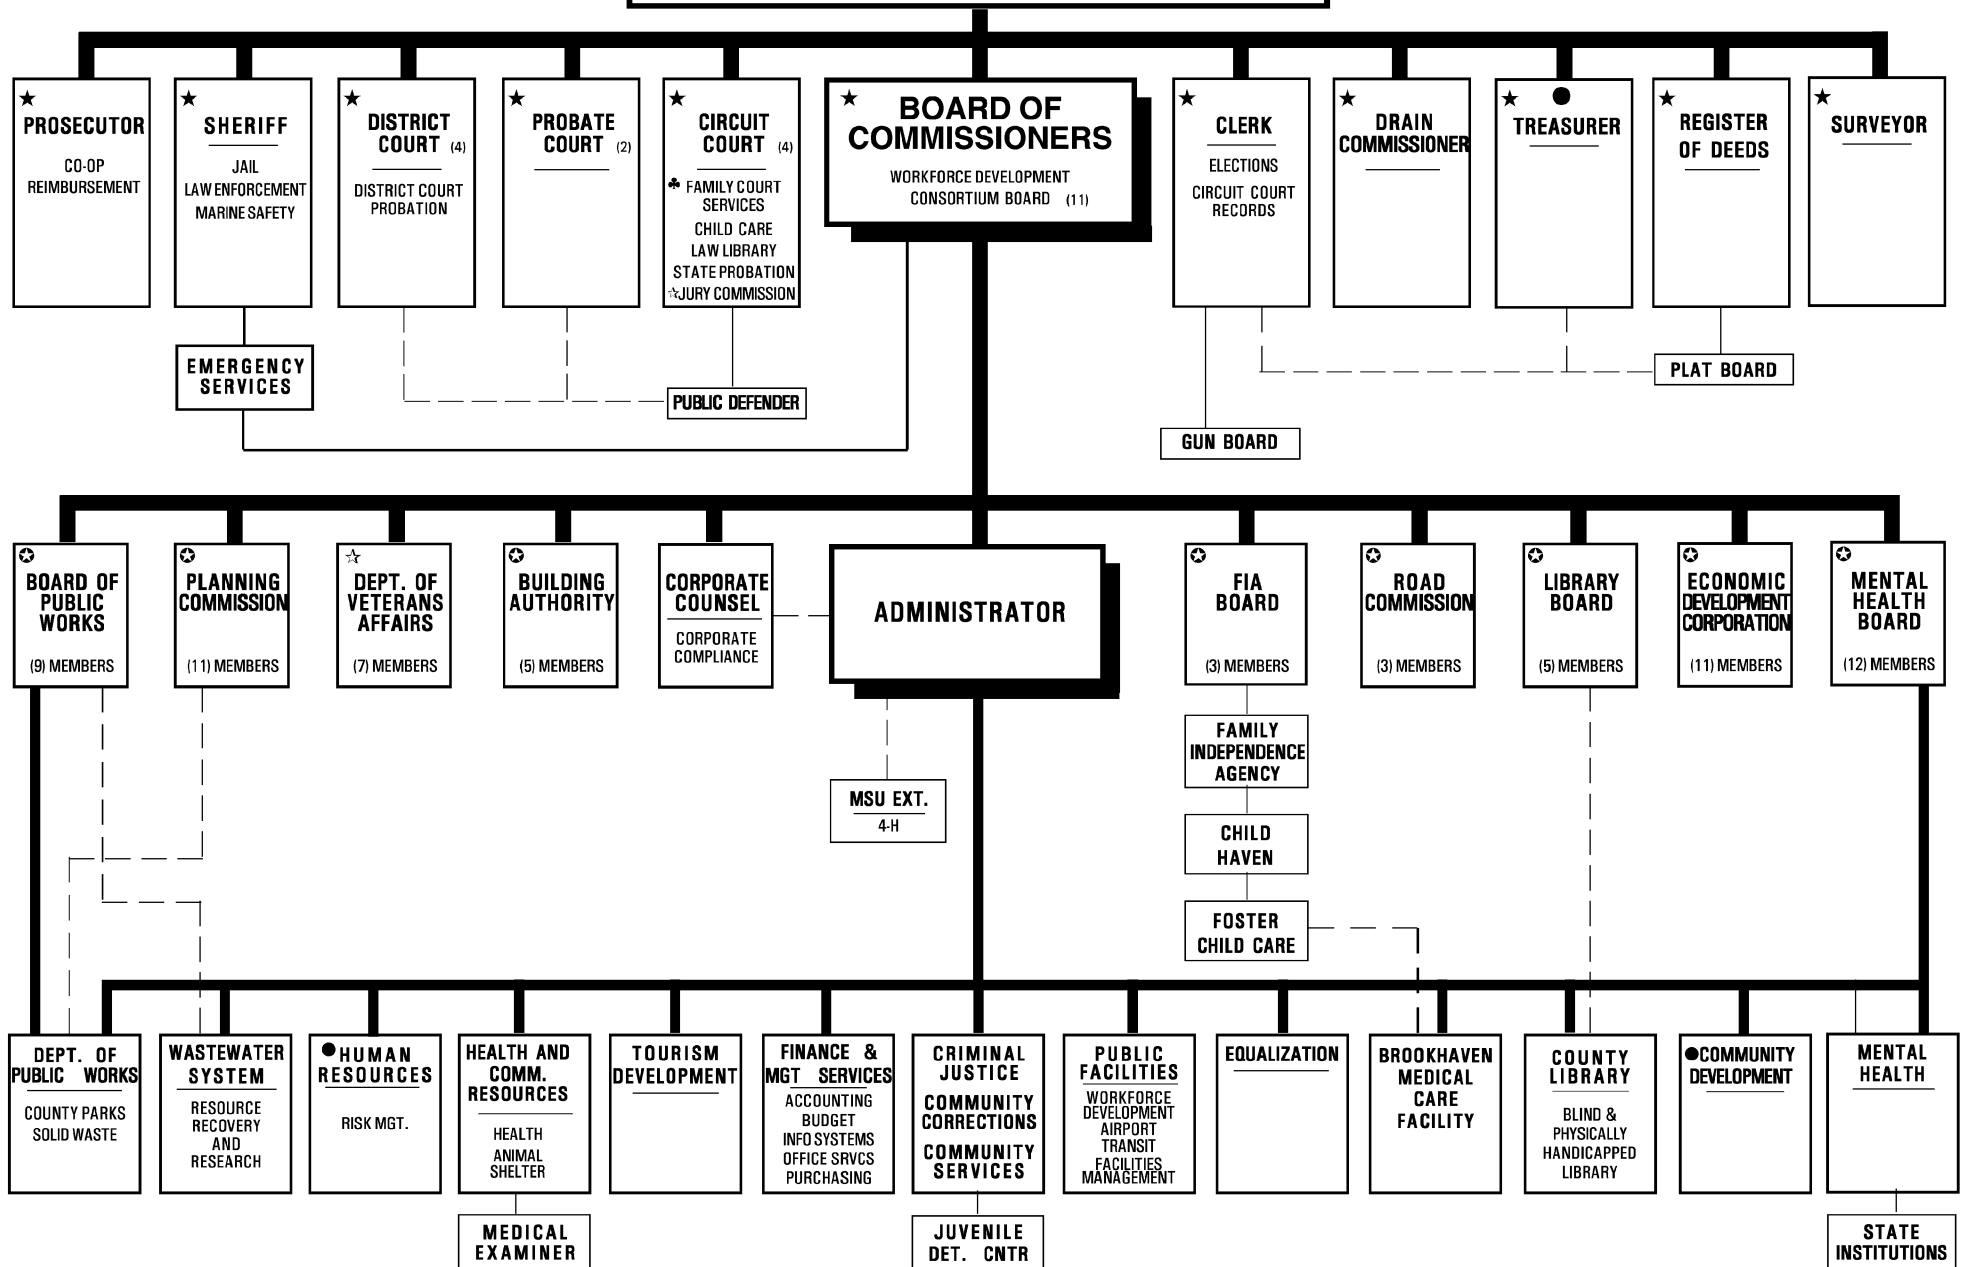 PROSECUTOR
CO-OP
REIMBURSEMENT
SHERIFF
JAIL
LAW ENFORCEMENT
MARINE SAFETY
DISTRICT
COURT (4)
DISTRICT COURT
PROBATION
PROBATE
COURT (2)
CIRCUIT
COURT (4)
FAMILY COURT
SERVICES
CHILD CARE
LAW LIBRARY
STATE PROBATION
JURY COMMISSION
BOARD OF
COMMISSIONERS
WORKFORCE DEVELOPMENT
CONSORTIUM BOARD (11)
CLERK
ELECTIONS
CIRCUIT COURT
RECORDS
DRAIN
COMMISSIONER
TREASURER
REGISTER
OF DEEDS
SURVEYOR
EMERGENCY
SERVICES
PUBLIC DEFENDER
GUN BOARD
PLAT BOARD
BOARD OF
PUBLIC
WORKS
(9) MEMBERS
PLANNING
COMMISSION
(11) MEMBERS
DEPT. OF
VETERANS
AFFAIRS
(7) MEMBERS
BUILDING
AUTHORITY
(5) MEMBERS
CORPORATE
COUNSEL
CORPORATE
COMPLIANCE
ADMINISTRATOR
FIA
BOARD
(3) MEMBERS
ROAD
COMMISSION
(3) MEMBERS
LIBRARY
BOARD
(5) MEMBERS
ECONOMIC
DEVELOPMENT
CORPORATION
(11) MEMBERS
MENTAL
HEALTH
BOARD
(12) MEMBERS
MSU EXT.
4-H
FAMILY
INDEPENDENCE
AGENCY
CHILD
HAVEN
FOSTER
CHILD CARE
DEPT. OF
PUBLIC WORKS
COUNTY PARKS
SOLID WASTE
WASTEWATER
SYSTEM
RESOURCE
RECOVERY
AND
RESEARCH
HUMAN
RESOURCES
RISK MGT.
HEALTH AND
COMM.
RESOURCES
HEALTH
ANIMAL
SHELTER
TOURISM
DEVELOPMENT
FINANCE &
MGT SERVICES
ACCOUNTING
BUDGET
INFO SYSTEMS
OFFICE SRVCS
PURCHASING
CRIMINAL
JUSTICE
COMMUNITY
CORRECTIONS
COMMUNITY
SERVICES
PUBLIC
FACILITIES
WORKFORCE
DEVELOPMENT
AIRPORT
TRANSIT
FACILITIES
MANAGEMENT
EQUALIZATION
BROOKHAVEN
MEDICAL
CARE
FACILITY
COUNTY
LIBRARY
BLIND &
PHYSICALLY
HANDICAPPED
LIBRARY
COMMUNITY
DEVELOPMENT
MENTAL
HEALTH
MEDICAL
EXAMINER
JUVENILE
DET. CNTR
STATE
INSTITUTIONS